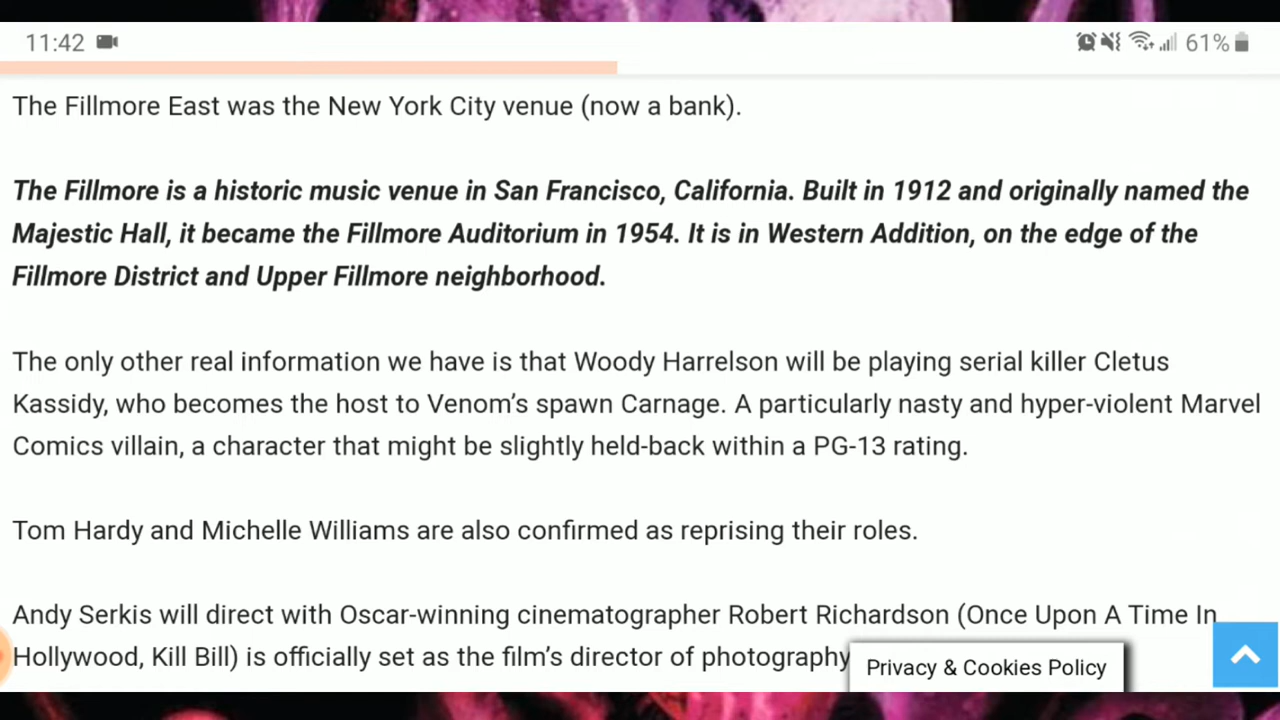 11:42
61%
The Fillmore East was the New York City venue (now a bank).
The Fillmore is a historic music venue in San Francisco, California. Built in 1912 and originally named the
Majestic Hall, it became the Fillmore Auditorium in 1954. It is in Western Addition, on the edge of the
Fillmore District and Upper Fillmore neighborhood.
The only other real information we have is that Woody Harrelson will be playing serial killer Cletus
Kassidy, who becomes the host to Venom’s spawn Carnage. A particularly nasty and hyper-violent Marvel
Comics villain, a character that might be slightly held-back within a PG-13 rating.
Tom Hardy and Michelle Williams are also confirmed as reprising their roles.
Andy Serkis will direct with Oscar-winning cinematographer Robert Richardson (Once Upon A Time In
Hollywood, Kill Bill) is officially set as the film’s director of photography
Privacy & Cookies Policy